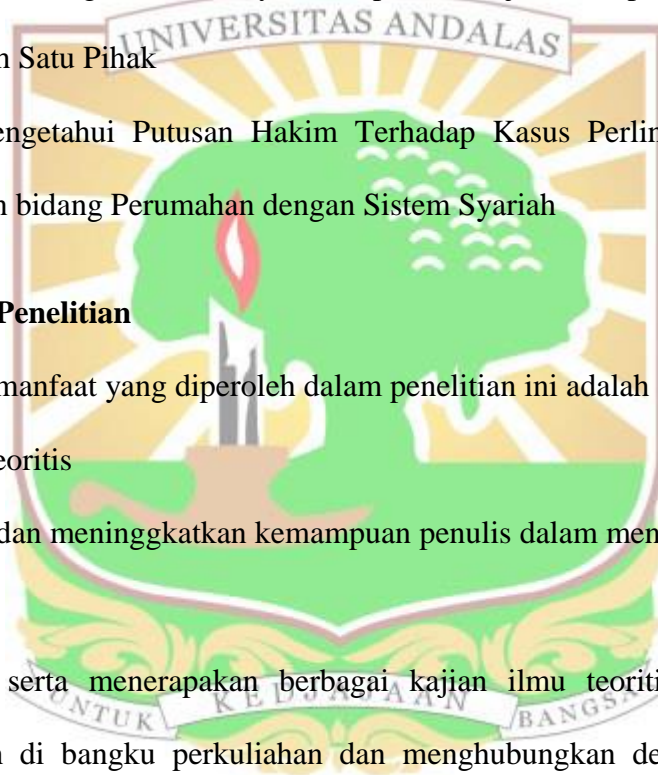 UNIVERSITAS ANDALAS
n Satu Pihak
engetahui Putusan Hakim Terhadap Kasus Perlin
n bidang Perumahan dengan Sistem Syariah
Penelitian
manfaat yang diperoleh dalam penelitian ini adalah
eoritis
dan meninggkatkan kemampuan penulis dalam men
serta menerapakan berbagai kajian ilmu teoriti
n di bangku perkuliahan dan menghubungkan de
UNTUK KEDJAJAAN BANGSA